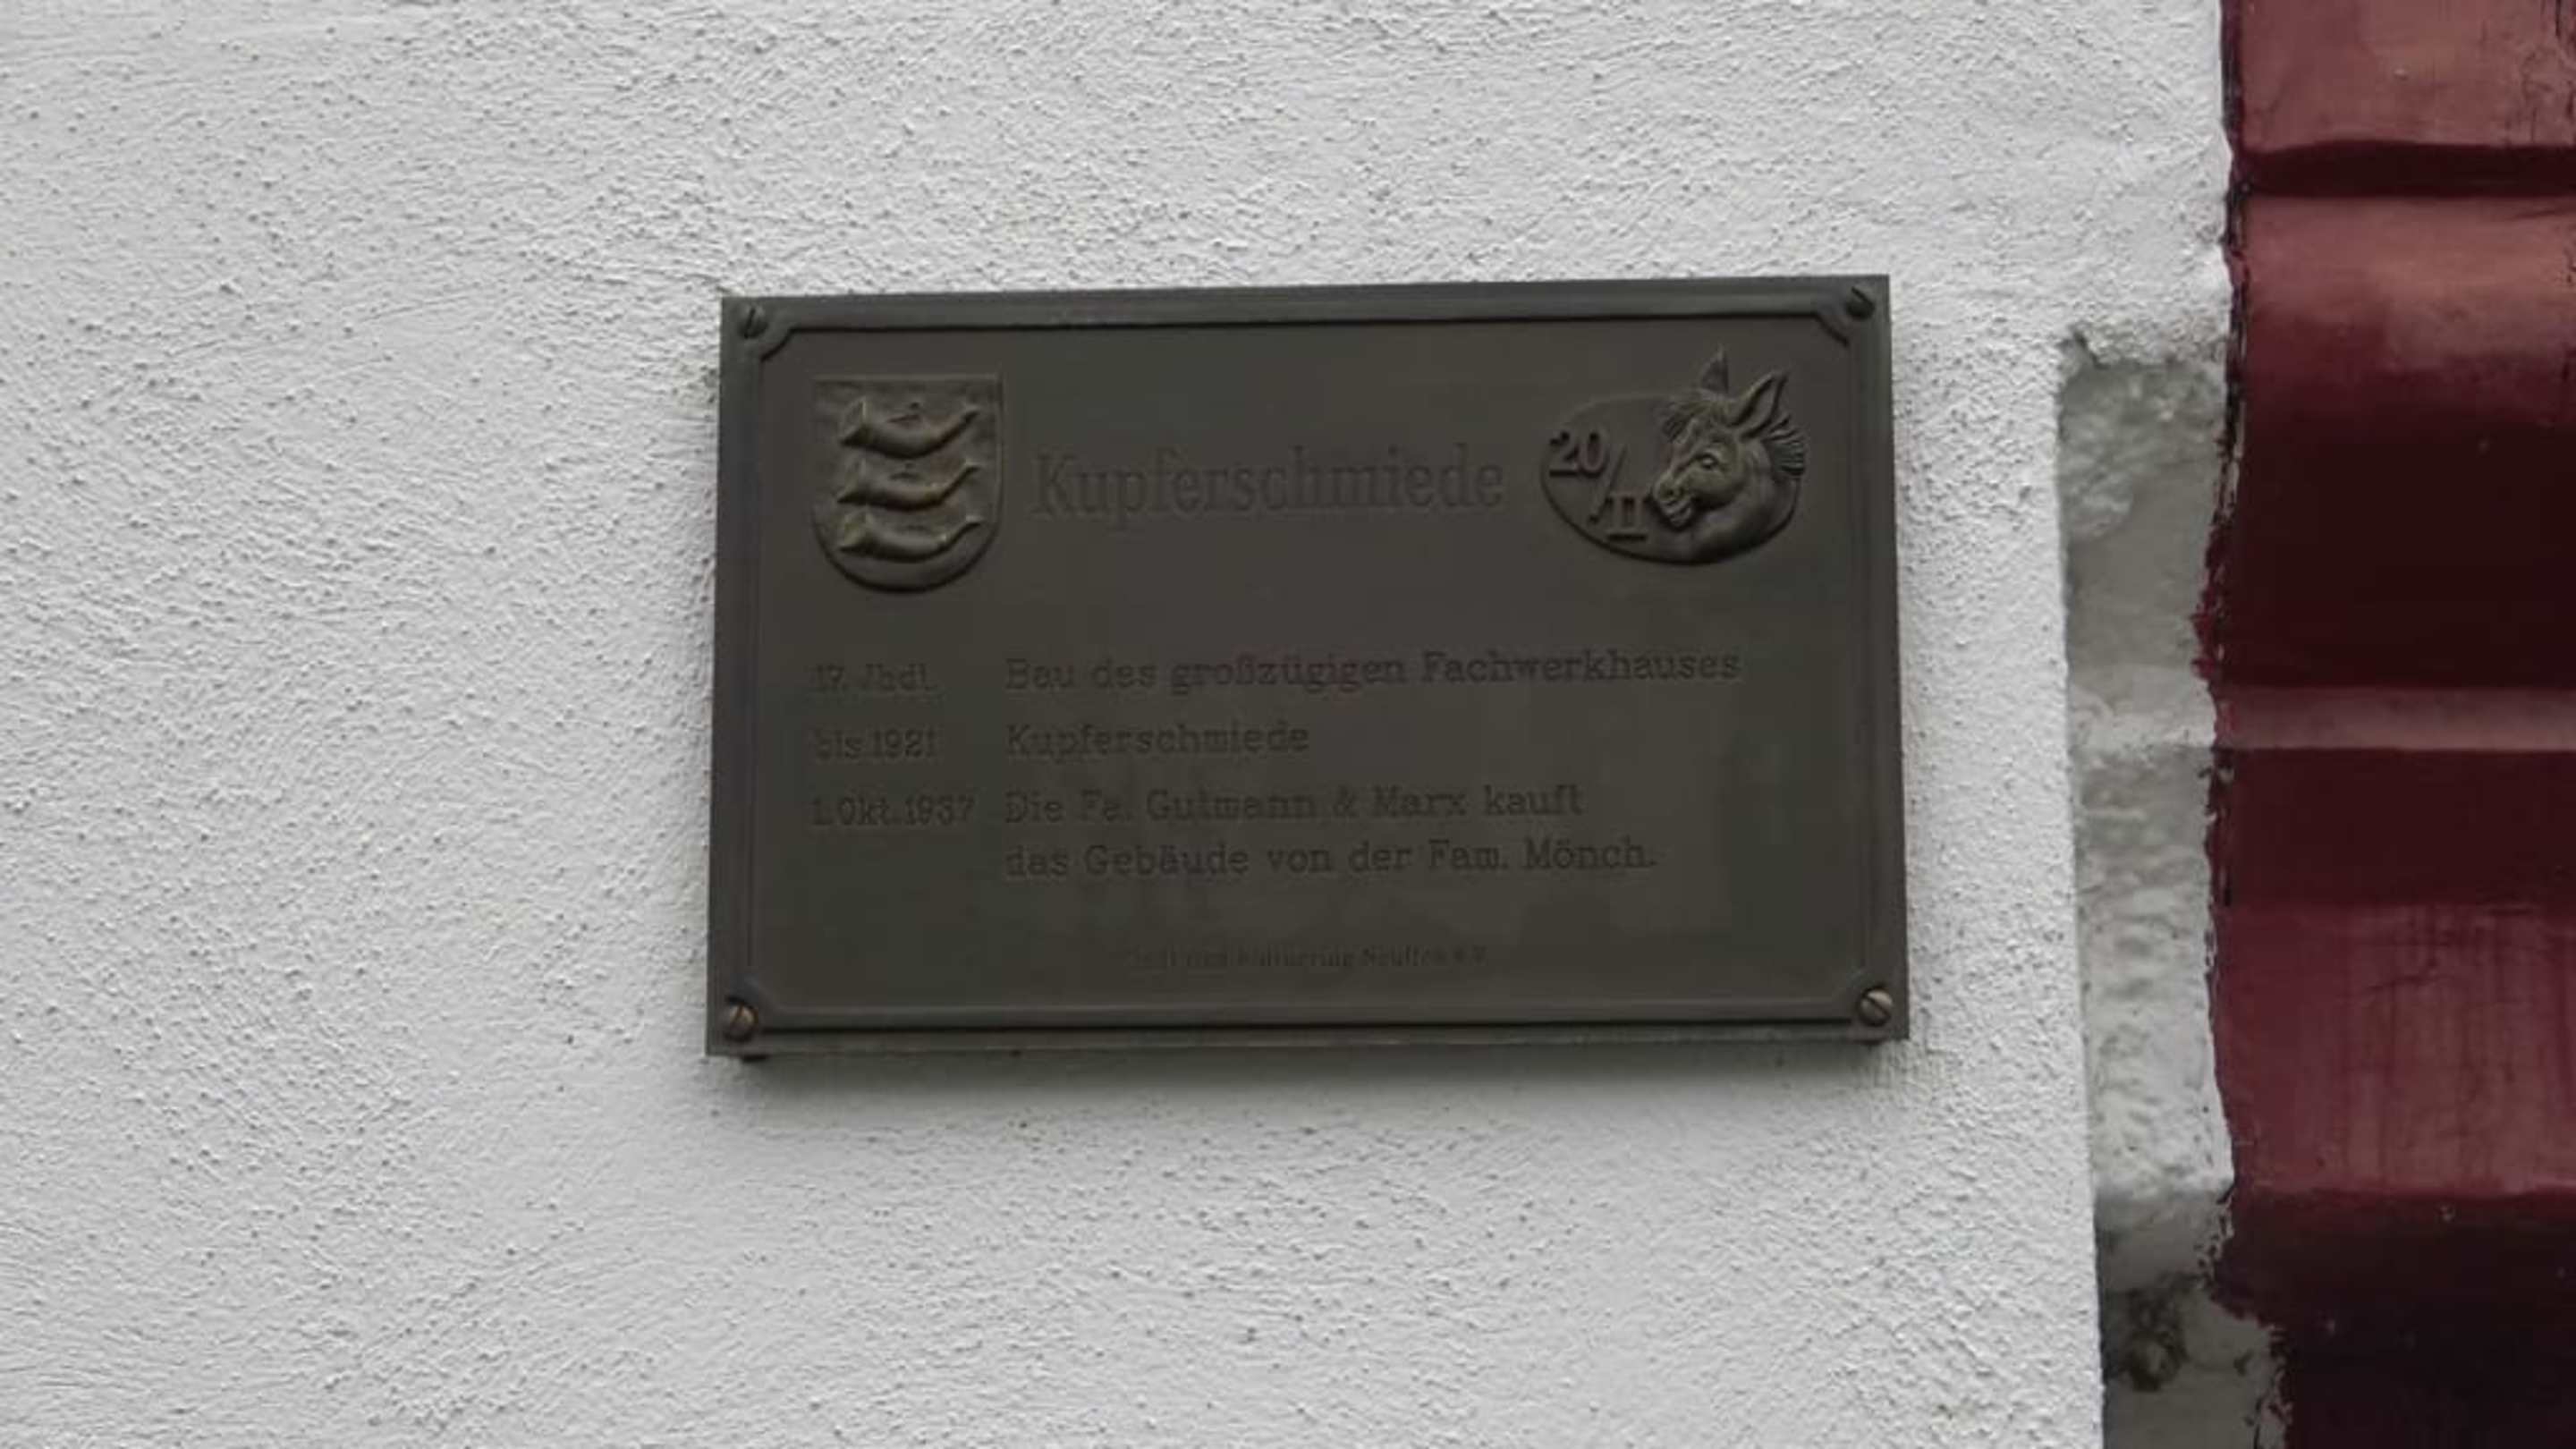 Kupferschmiede
20/II
17. Jhdt. Bau des großzügigen Fachwerkhauses
bis 1921 Kupferschmiede
1. Okt. 1937 Die Fa. Gutmann & Marx kauft
das Gebäude von der Fam. Mönch.
Neuffen e.V.